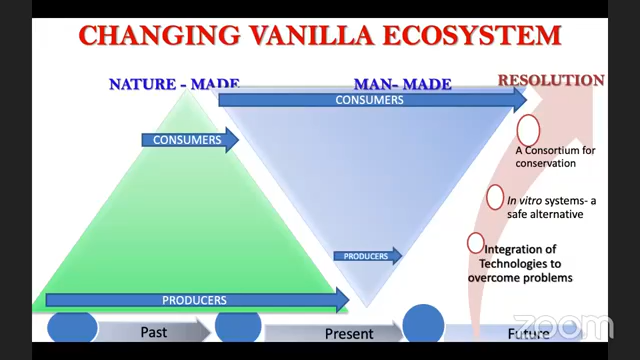 CHANGING VANILLA ECOSYSTEM
NATURE - MADE
MAN- MADE
RESOLUTION
CONSUMERS
CONSUMERS
A Consortium for
conservation
In vitro systems- a
safe alternative
PRODUCERS
Integration of
Technologies to
overcome problems
PRODUCERS
Past
Present
Future
zoom